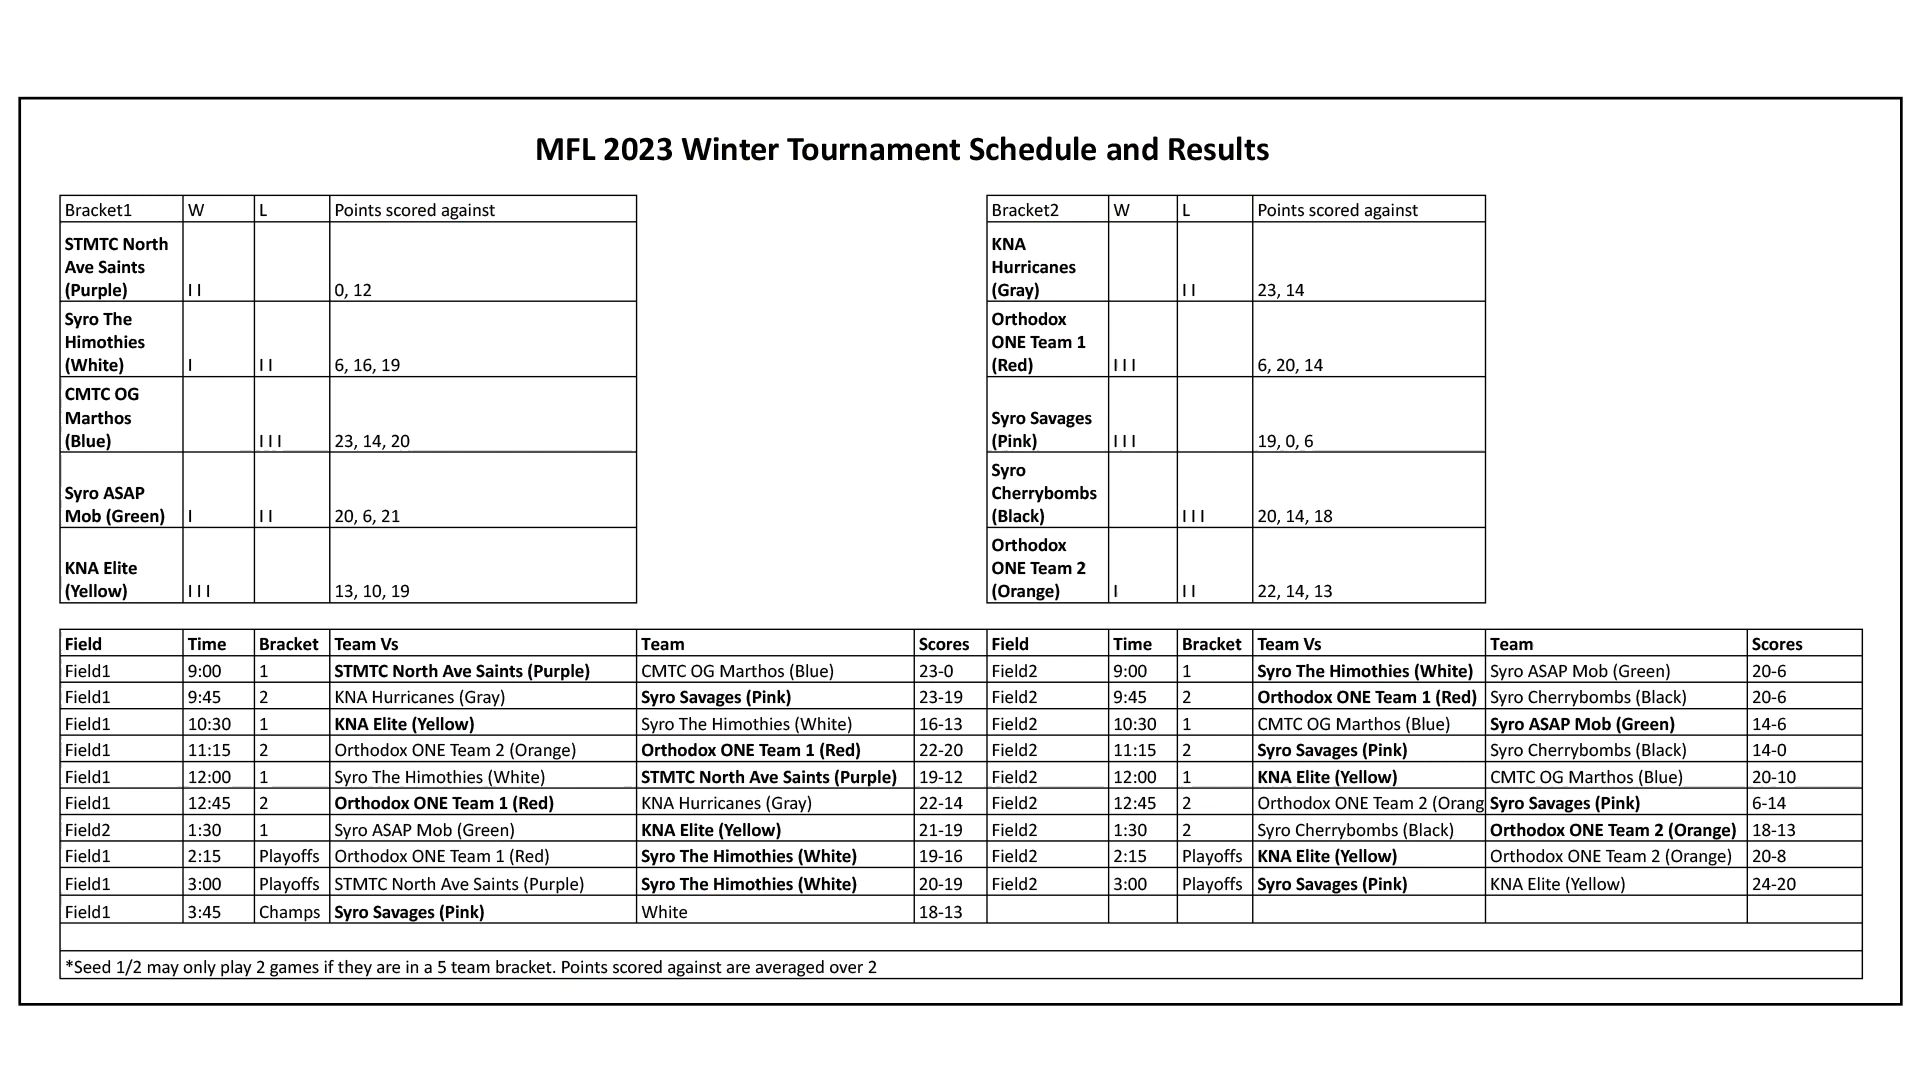 MFL 2023 Winter Tournament Schedule and Results
Bracket1 W L Points scored against
STMTC North
Ave Saints
(Purple) I I 0, 12
Syro The
Himothies
(White) I I I 6, 16, 19
CMTC OG
Marthos
(Blue) I I I 23, 14, 20
Syro ASAP
Mob (Green) I I I 20, 6, 21
KNA Elite
(Yellow) I I I 13, 10, 19
Bracket2 W L Points scored against
KNA
Hurricanes
(Gray) I I 23, 14
Orthodox
ONE Team 1
(Red) I I I 6, 20, 14
Syro Savages
(Pink) I I I 19, 0, 6
Syro
Cherrybombs
(Black) I I I 20, 14, 18
Orthodox
ONE Team 2
(Orange) I I I 22, 14, 13
Field Time Bracket Team Vs Team Scores Field Time Bracket Team Vs Team Scores
Field1 9:00 1 STMTC North Ave Saints (Purple) CMTC OG Marthos (Blue) 23-0 Field2 9:00 1 Syro The Himothies (White) Syro ASAP Mob (Green) 20-6
Field1 9:45 2 KNA Hurricanes (Gray) Syro Savages (Pink) 23-19 Field2 9:45 2 Orthodox ONE Team 1 (Red) Syro Cherrybombs (Black) 20-6
Field1 10:30 1 KNA Elite (Yellow) Syro The Himothies (White) 16-13 Field2 10:30 1 CMTC OG Marthos (Blue) Syro ASAP Mob (Green) 14-6
Field1 11:15 2 Orthodox ONE Team 2 (Orange) Orthodox ONE Team 1 (Red) 22-20 Field2 11:15 2 Syro Savages (Pink) Syro Cherrybombs (Black) 14-0
Field1 12:00 1 Syro The Himothies (White) STMTC North Ave Saints (Purple) 19-12 Field2 12:00 1 KNA Elite (Yellow) CMTC OG Marthos (Blue) 20-10
Field1 12:45 2 Orthodox ONE Team 1 (Red) KNA Hurricanes (Gray) 22-14 Field2 12:45 2 Orthodox ONE Team 2 (Orang Syro Savages (Pink) 6-14
Field2 1:30 1 Syro ASAP Mob (Green) KNA Elite (Yellow) 21-19 Field2 1:30 2 Syro Cherrybombs (Black) Orthodox ONE Team 2 (Orange) 18-13
Field1 2:15 Playoffs Orthodox ONE Team 1 (Red) Syro The Himothies (White) 19-16 Field2 2:15 Playoffs KNA Elite (Yellow) Orthodox ONE Team 2 (Orange) 20-8
Field1 3:00 Playoffs STMTC North Ave Saints (Purple) Syro The Himothies (White) 20-19 Field2 3:00 Playoffs Syro Savages (Pink) KNA Elite (Yellow) 24-20
Field1 3:45 Champs Syro Savages (Pink) White 18-13
*Seed 1/2 may only play 2 games if they are in a 5 team bracket. Points scored against are averaged over 2